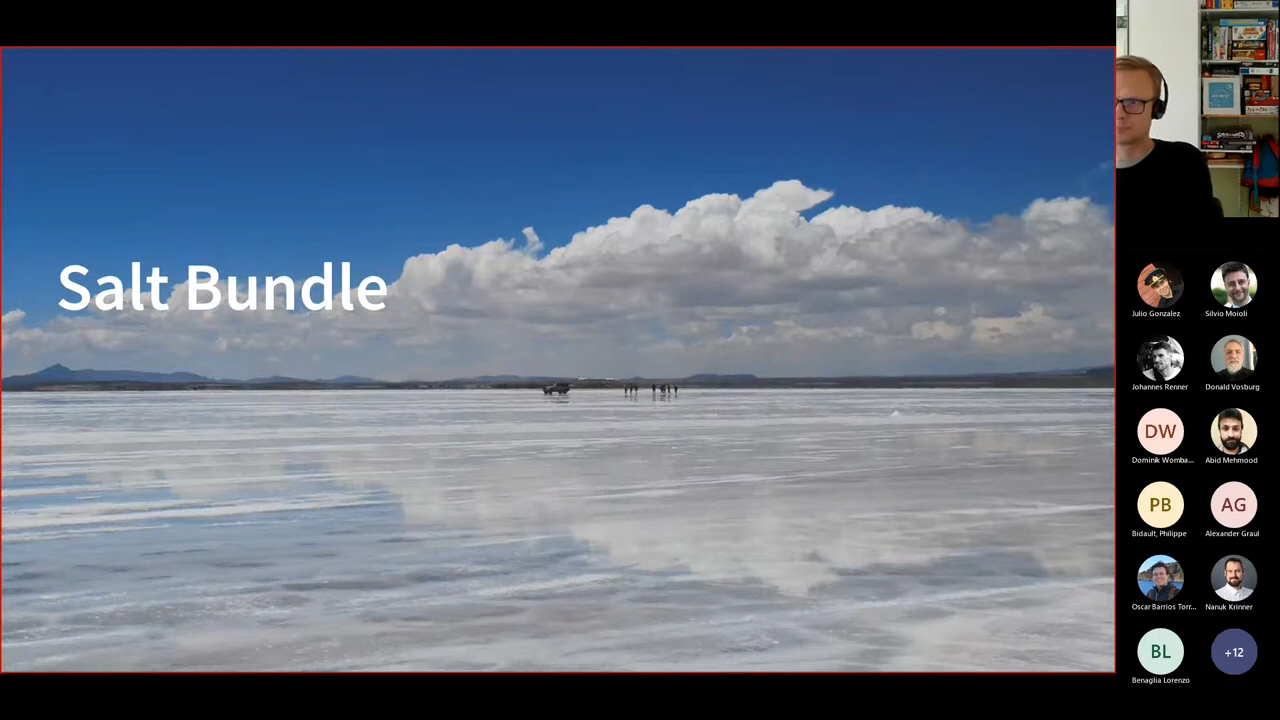 Salt Bundle
Julio Gonzalez
Silvio Moioli
Johannes Renner
Donald Vosburg
DW
Dominik Womba...
Abid Mehmood
PB
AG
Bidault, Philippe
Alexander Graul
Oscar Barrios Torr...
Nanuk Krinner
BL
+12
Benaglia Lorenzo